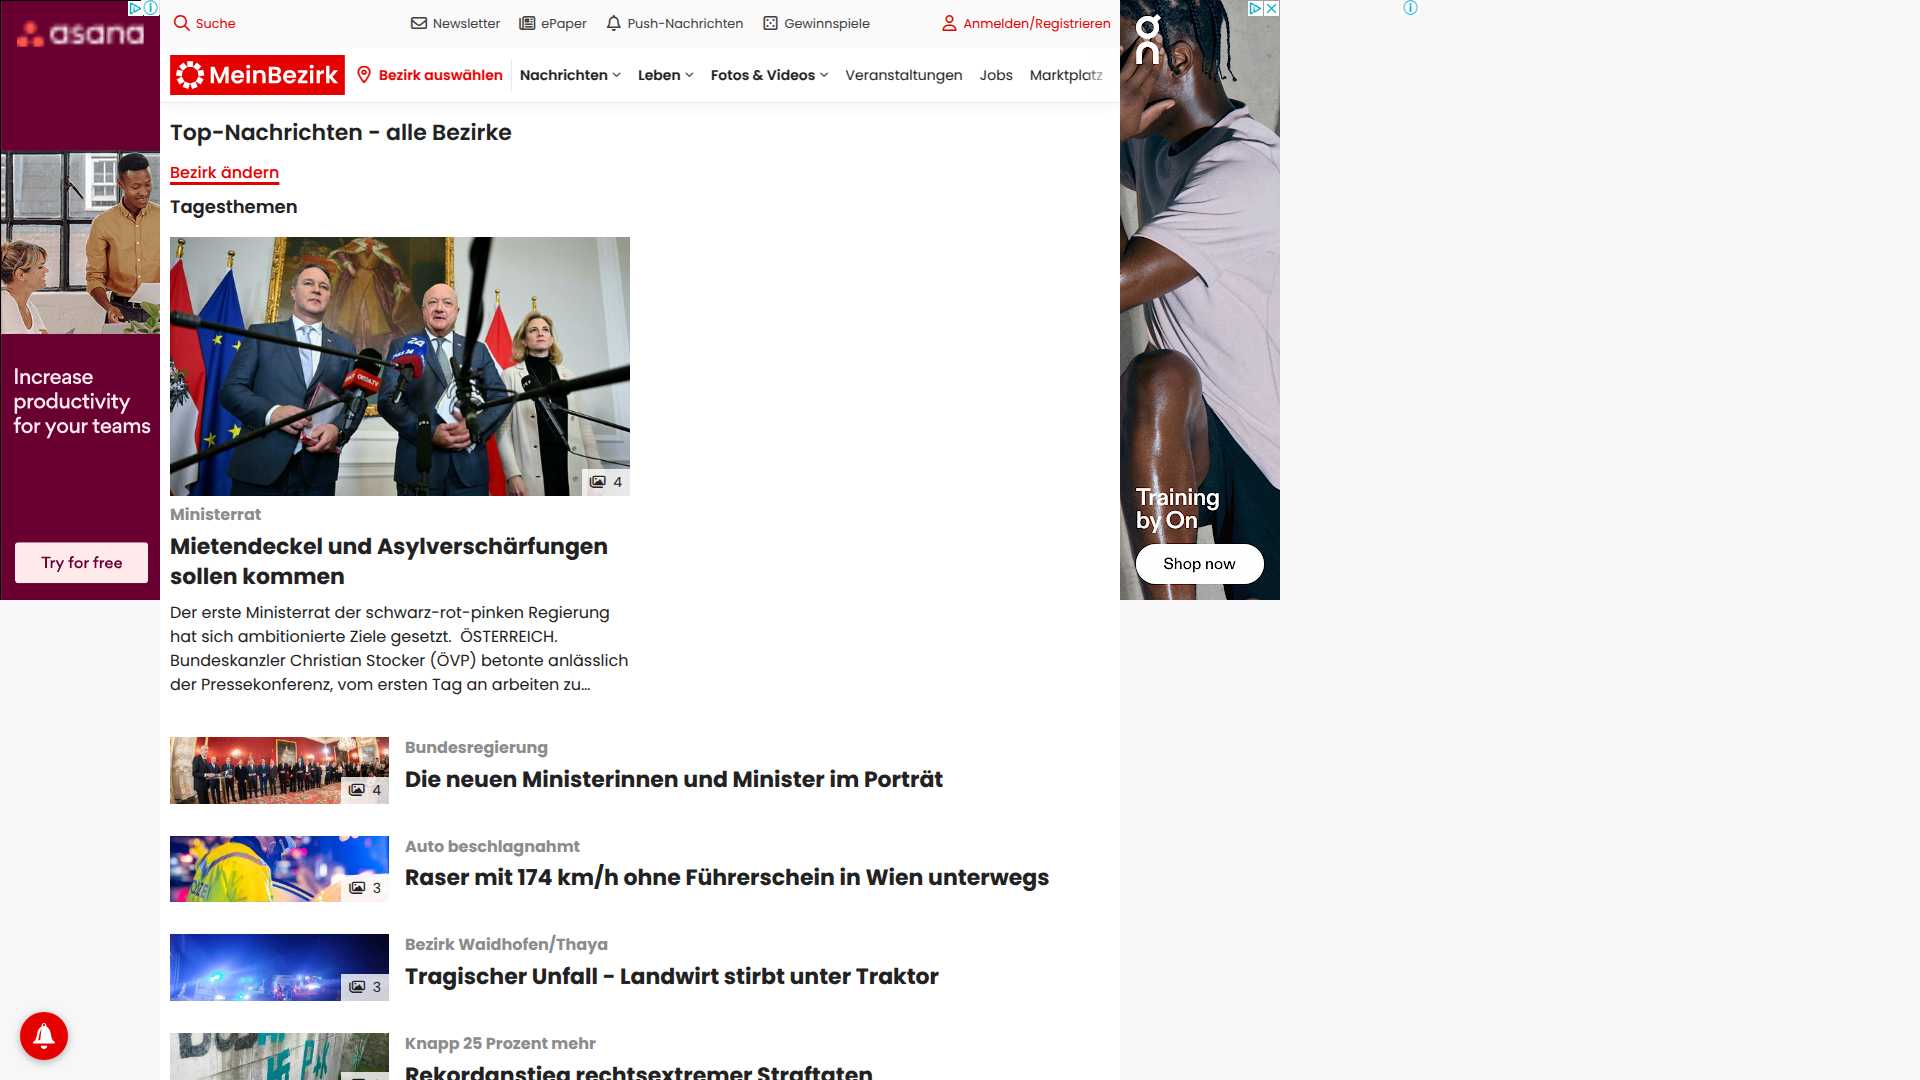 asana
Increase
productivity
for your teams
Try for free
Suche
Newsletter
ePaper
Push-Nachrichten
Gewinnspiele
Anmelden/Registrieren
MeinBezirk
Bezirk auswählen
Nachrichten
Leben
Fotos & Videos
Veranstaltungen
Jobs
Marktplatz
Top-Nachrichten - alle Bezirke
Bezirk ändern
Tagesthemen
4
Ministerrat
Mietendeckel und Asylverschärfungen
sollen kommen
Der erste Ministerrat der schwarz-rot-pinken Regierung
hat sich ambitionierte Ziele gesetzt. ÖSTERREICH.
Bundeskanzler Christian Stocker (ÖVP) betonte anlässlich
der Pressekonferenz, vom ersten Tag an arbeiten zu...
4
Bundesregierung
Die neuen Ministerinnen und Minister im Porträt
3
Auto beschlagnahmt
Raser mit 174 km/h ohne Führerschein in Wien unterwegs
3
Bezirk Waidhofen/Thaya
Tragischer Unfall - Landwirt stirbt unter Traktor
Knapp 25 Prozent mehr
Rekordanstieg rechtsextremer Straftaten
Training
by On
Shop now